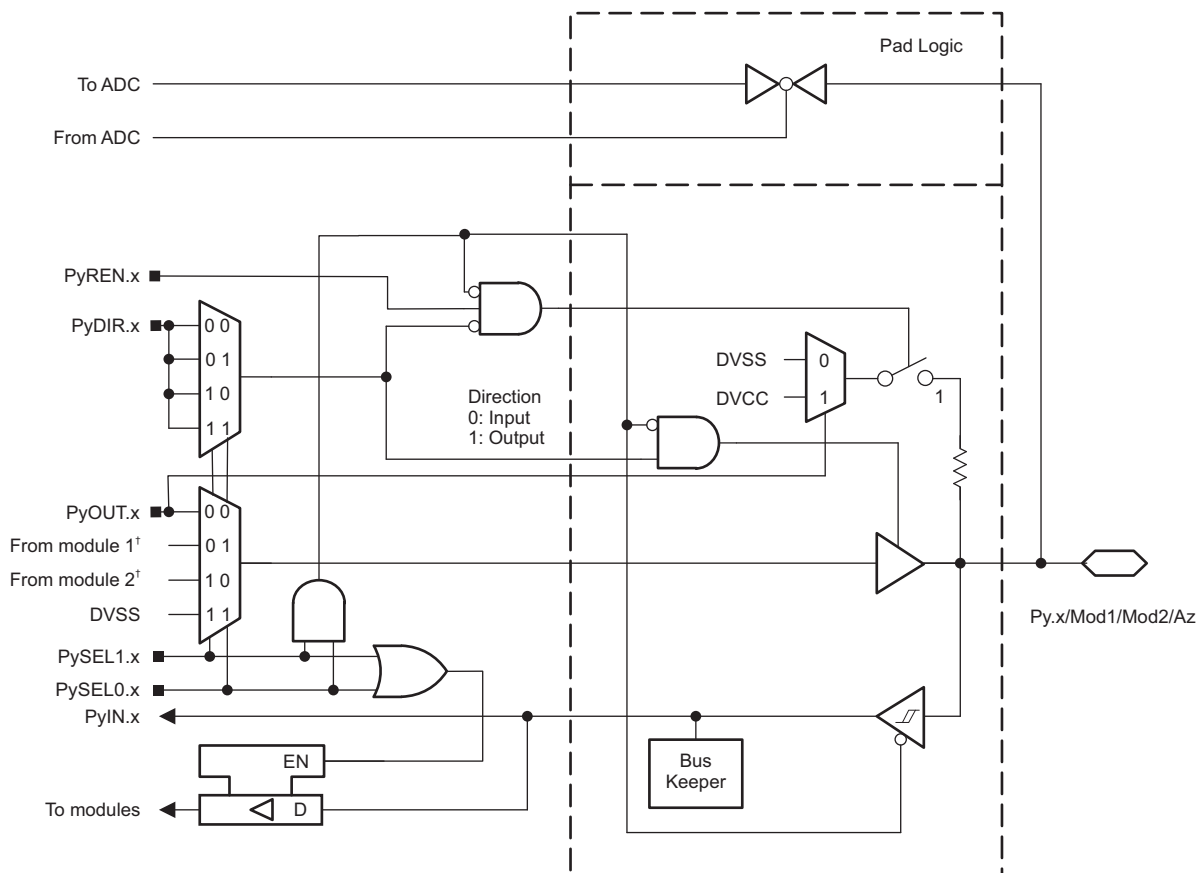 Pad Logic
To ADC
From ADC
PyREN.x
PyDIR.x
0 0
0 1
1 0
1 1
Direction
0: Input
1: Output
DVSS
0
DVCC
1
1
PyOUT.x
0 0
From module 1†
0 1
From module 2†
1 0
DVSS
1 1
Py.x/Mod1/Mod2/Az
PySEL1.x
PySEL0.x
PyIN.x
Bus
Keeper
EN
To modules
D